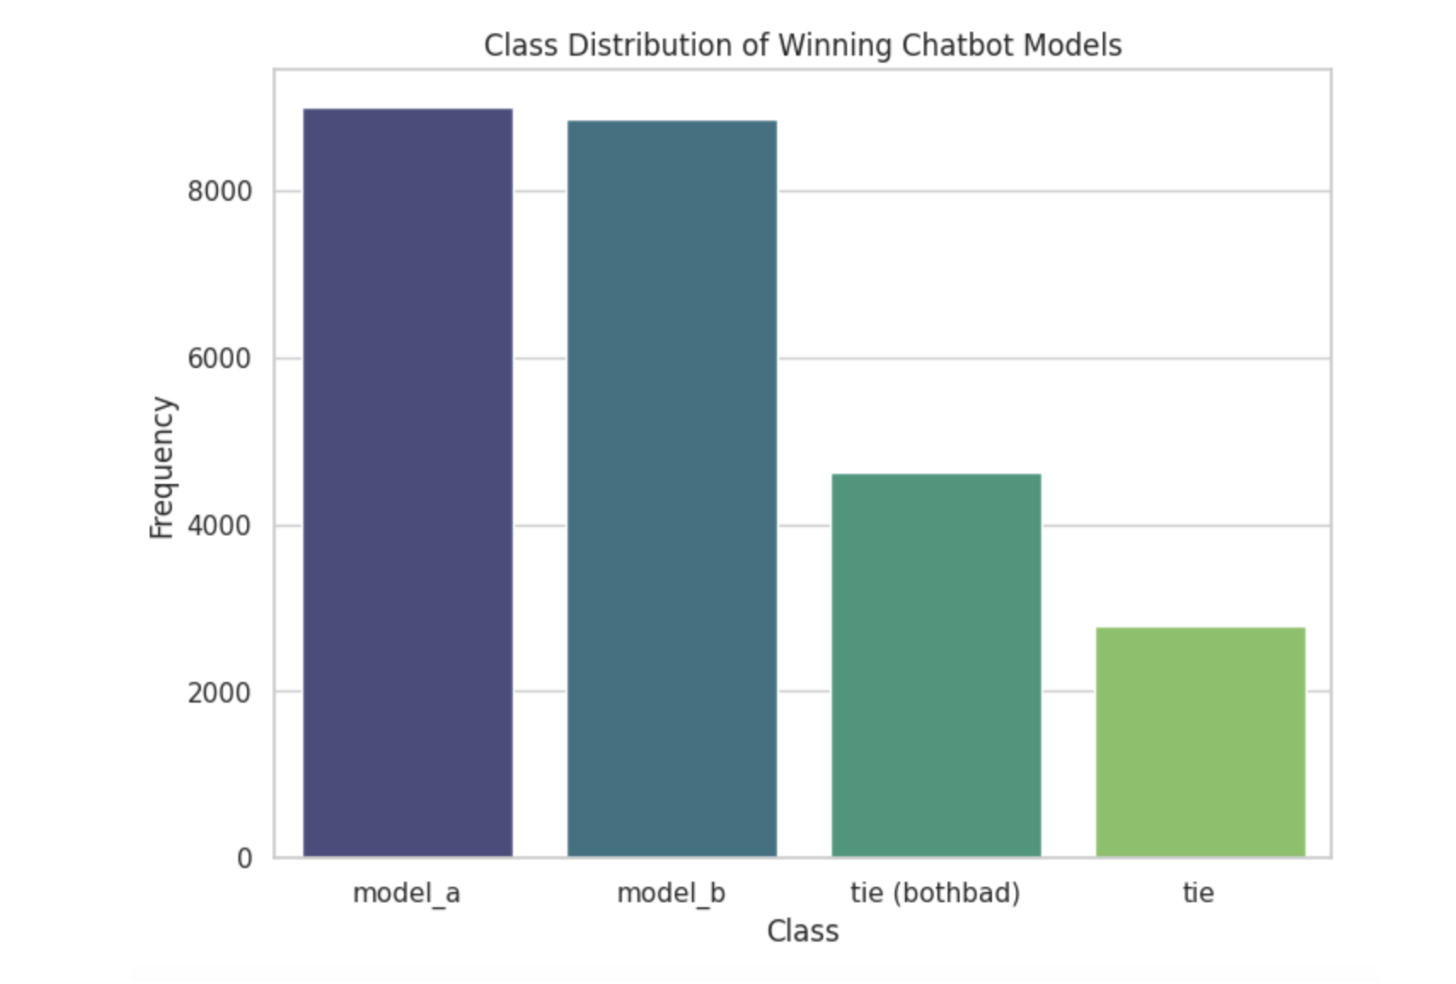 Class Distribution of Winning Chatbot Models
Frequency
8000
6000
4000
2000
0
model_a
model_b
tie (bothbad)
tie
Class